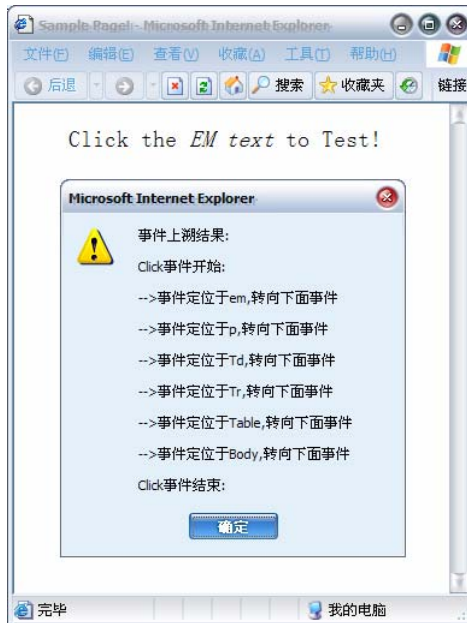 Sample Page! - Microsoft Internet Explorer
文件(F) 编辑(E) 查看(V) 收藏(A) 工具(T) 帮助(H)
后退 搜索 收藏夹 链接
Click the EM text to Test!
Microsoft Internet Explorer
事件上溯结果:
Click事件开始:
-->事件定位于em,转向下面事件
-->事件定位于p,转向下面事件
-->事件定位于Td,转向下面事件
-->事件定位于Tr,转向下面事件
-->事件定位于Table,转向下面事件
-->事件定位于Body,转向下面事件
Click事件结束:
确定
完毕 我的电脑